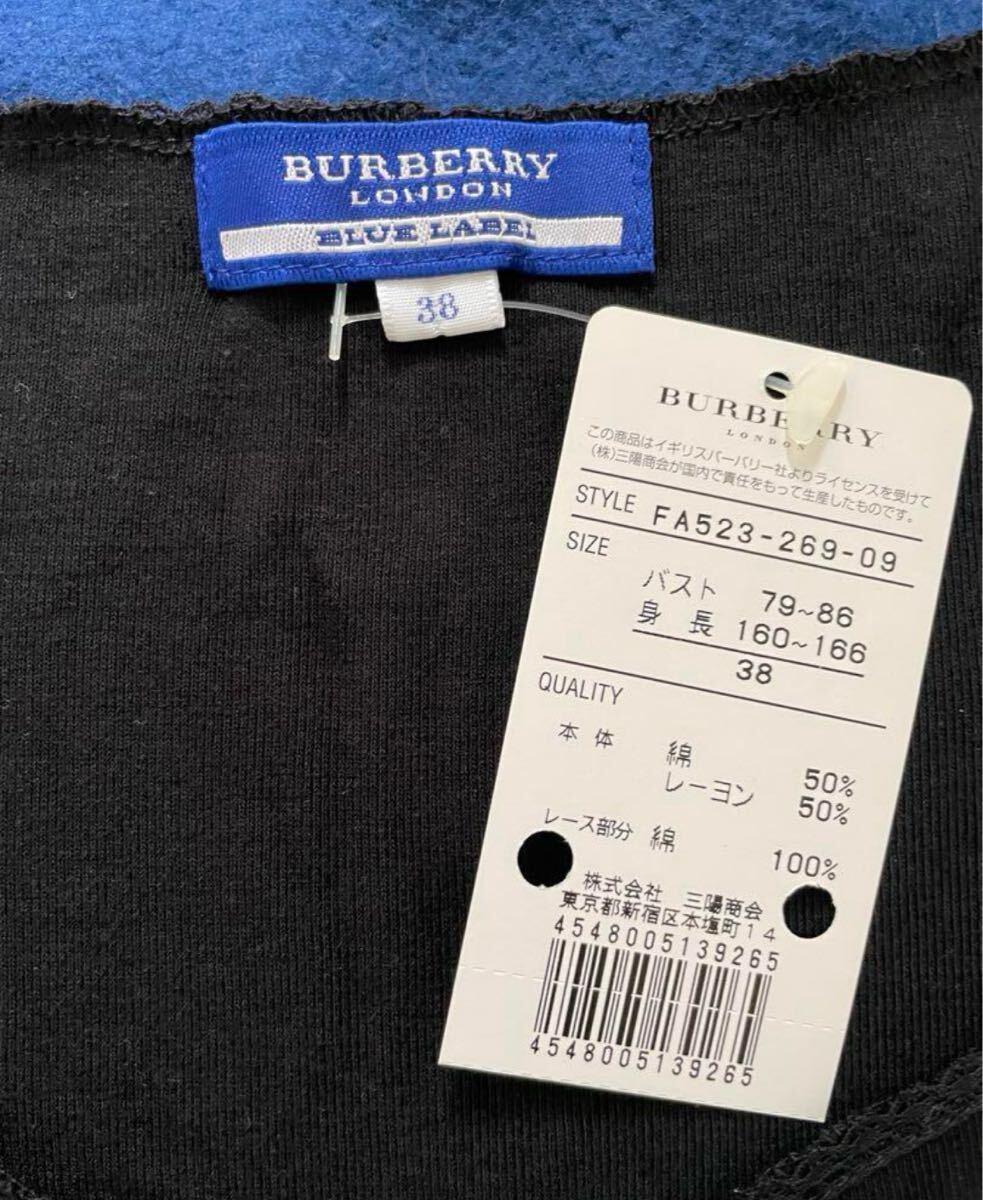 BURBERRY
LONDON
BLUE LABEL
38
BURBERRY
LONDON
この商品はイギリスバーバリー社よりライセンスを受けて
(株)三陽商会が国内で責任をもって生産したものです。
STYLE FA523-269-09
SIZE
バスト 79~86
身 長 160~166
38
QUALITY
本 体 綿 50%
レーヨン 50%
レース部分 綿 100%
株式会社 三陽商会
東京都新宿区本塩町14
4548005139265
4548005139265